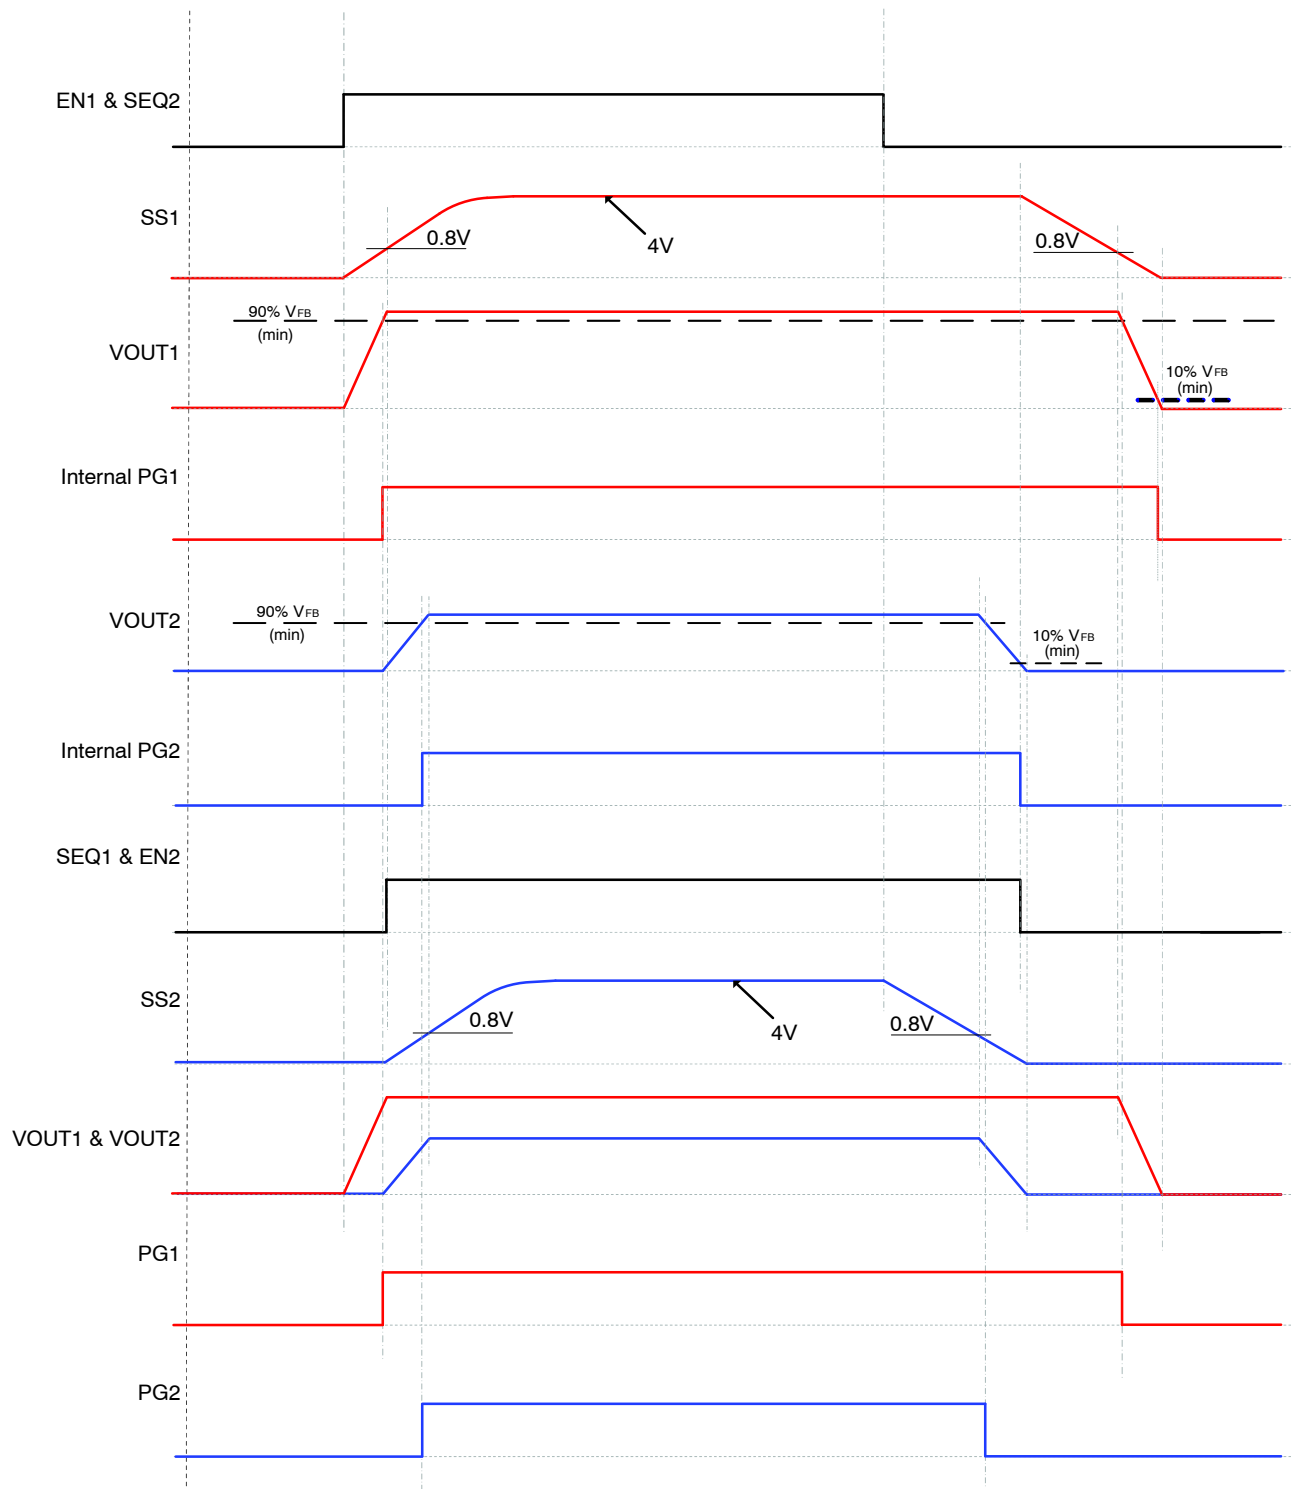 EN1 & SEQ2
SS1
0.8V
4V
0.8V
90% VFB
(min)
VOUT1
10% VFB
(min)
Internal PG1
VOUT2
90% VFB
(min)
10% VFB
(min)
Internal PG2
SEQ1 & EN2
SS2
0.8V
4V
0.8V
VOUT1 & VOUT2
PG1
PG2